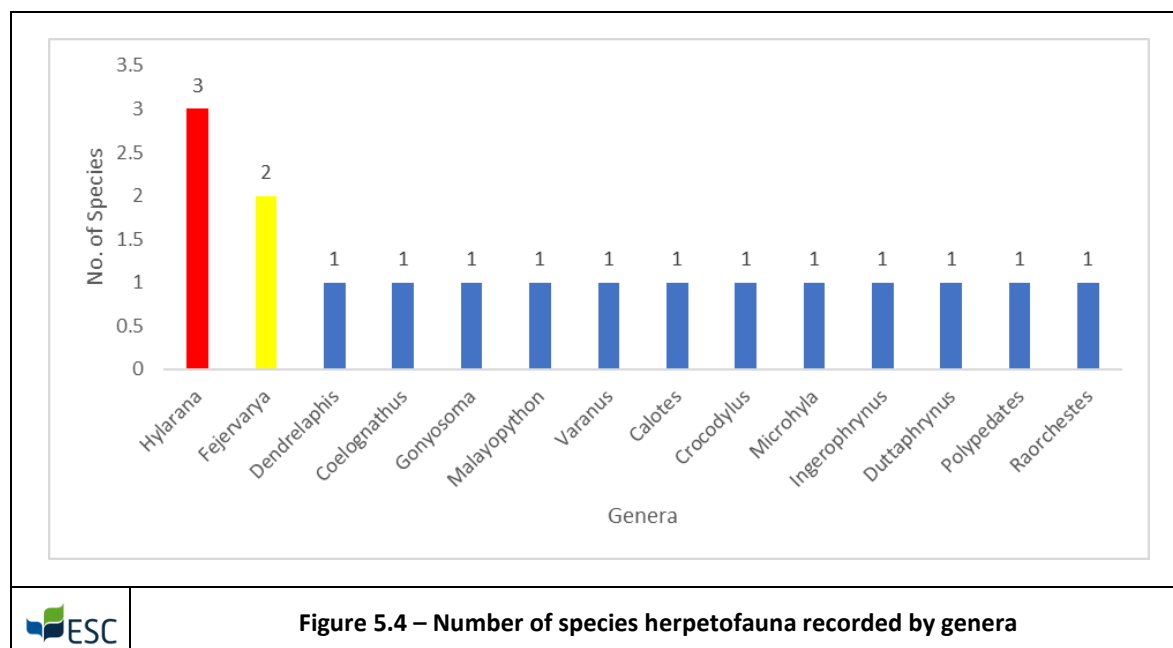 3.5
3
2.5
2
1.5
1
0.5
0
No. of Species
3
2
1
1
1
1
1
1
1
1
1
1
1
1
Hylarana
Fejervarya
Dendrelaphis
Coelognathus
Gonyosoma
Malayopython
Varanus
Calotes
Crocodylus
Microhyla
Ingerophrynus
Duttaphrynus
Polypedates
Raorchestes
Genera
ESC
Figure 5.4 – Number of species herpetofauna recorded by genera